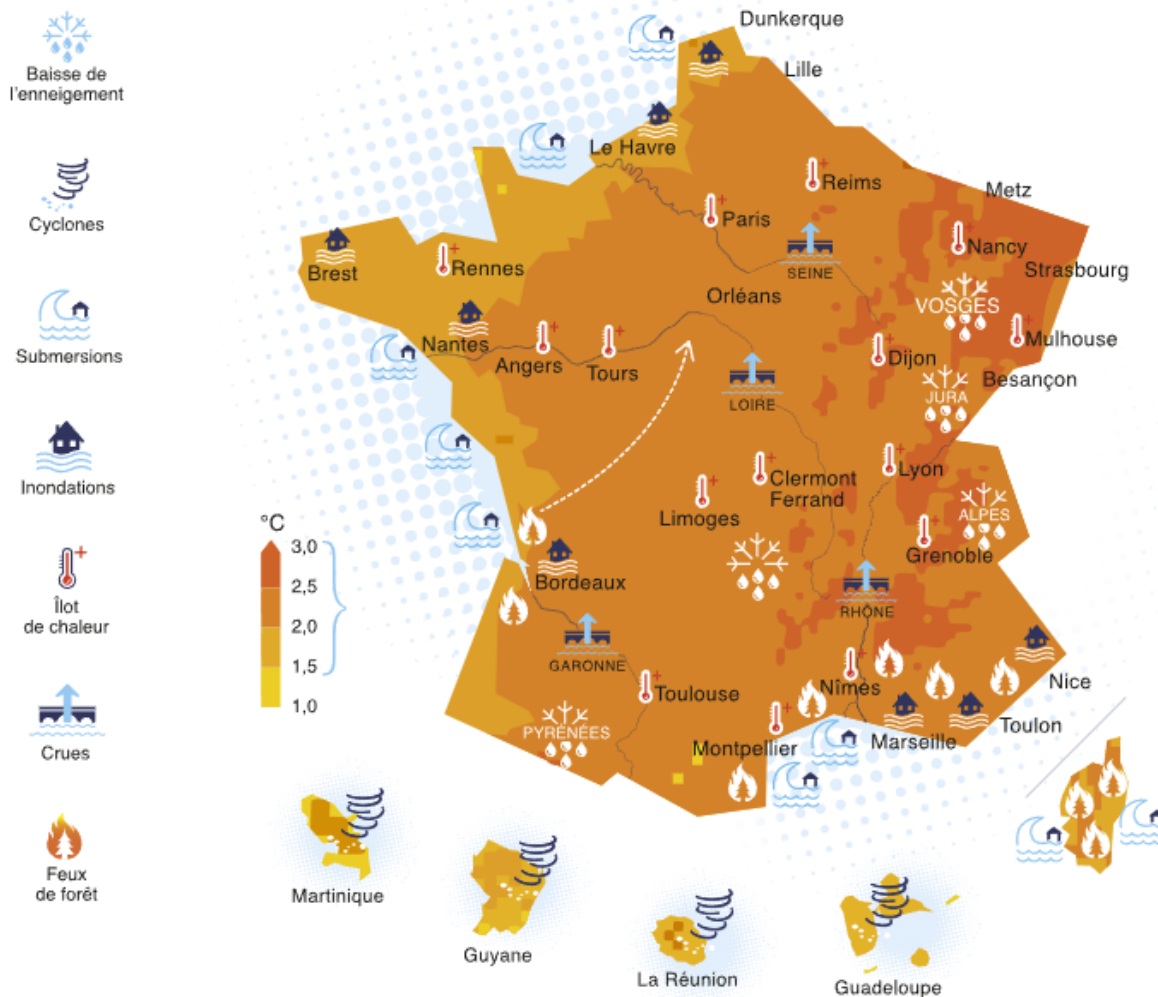 Baisse de
l'enneigement
Cyclones
Submersions
Inondations
Îlot
de chaleur
Crues
Feux
de forêt
°C
3,0
2,5
2,0
1,5
1,0
Dunkerque
Lille
Le Havre
Reims
Metz
Paris
Nancy
Brest
Rennes
SEINE
Strasbourg
Orléans
VOSGES
Nantes
Mulhouse
Angers
Tours
Dijon
Besançon
LOIRE
JURA
Lyon
Clermont
Ferrand
Limoges
ALPES
Grenoble
Bordeaux
RHÔNE
GARONNE
Nîmes
Nice
Toulouse
Toulon
PYRÉNÉES
Montpellier
Marseille
Martinique
Guyane
La Réunion
Guadeloupe